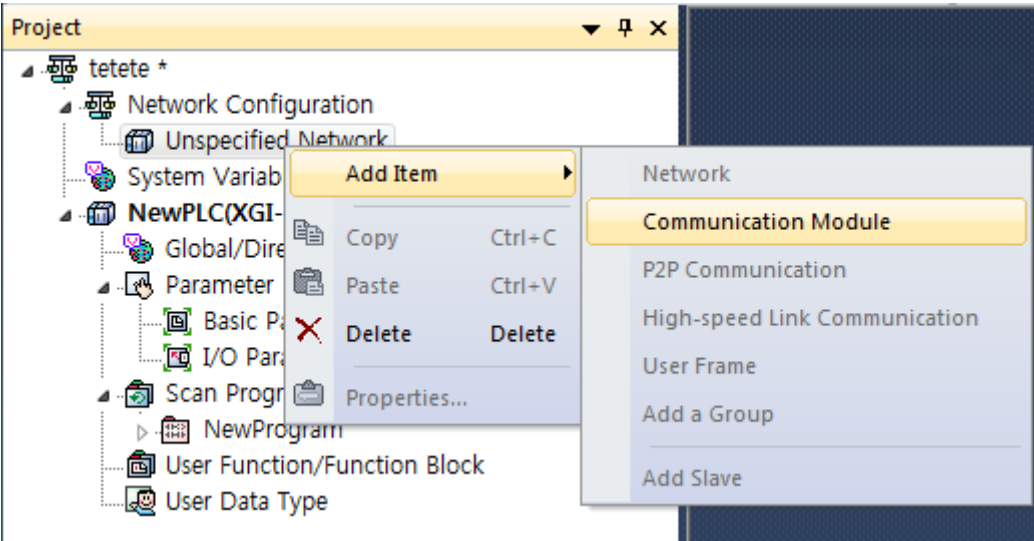 Project
tetete *
Network Configuration
Unspecified Network
System Variab
NewPLC(XGI-
Global/Dire
Parameter
Basic Pa
I/O Para
Scan Progr
NewProgram
User Function/Function Block
User Data Type
Add Item
Copy Ctrl+C
Paste Ctrl+V
Delete Delete
Properties...
Network
Communication Module
P2P Communication
High-speed Link Communication
User Frame
Add a Group
Add Slave